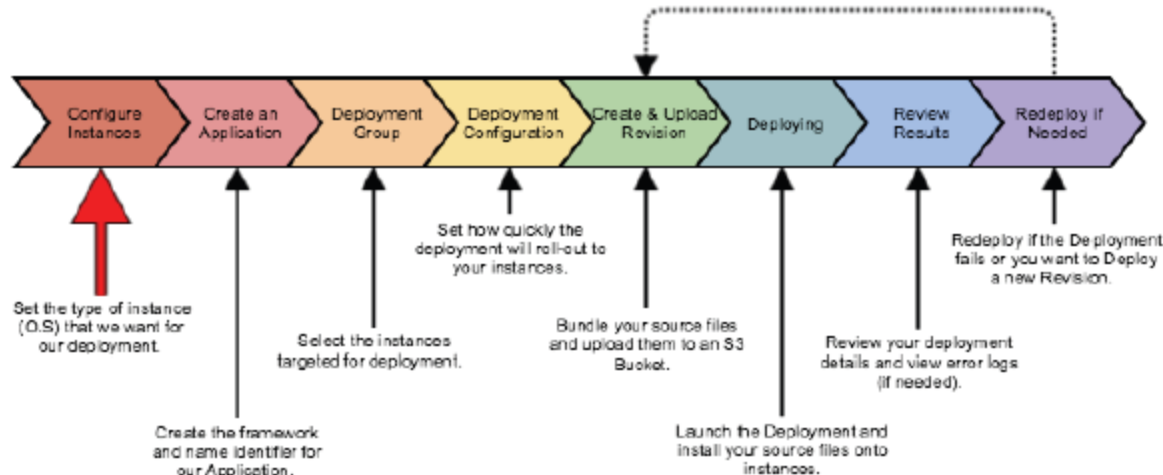 Configure
Instances
Create an
Application
Deployment
Group
Deployment
Configuration
Create & Upload
Revision
Deploying
Review
Results
Redeploy if
Needed
Set the type of instance
(O.S) that we want for
our deployment.
Create the framework
and name identifier for
our Application.
Select the instances
targeted for deployment.
Set how quickly the
deployment will roll-out to
your instances.
Bundle your source files
and upload them to an S3
Bucket.
Launch the Deployment and
install your source files onto
instances.
Review your deployment
details and view error logs
(if needed).
Redeploy if the Deployment
fails or you want to Deploy
a new Revision.